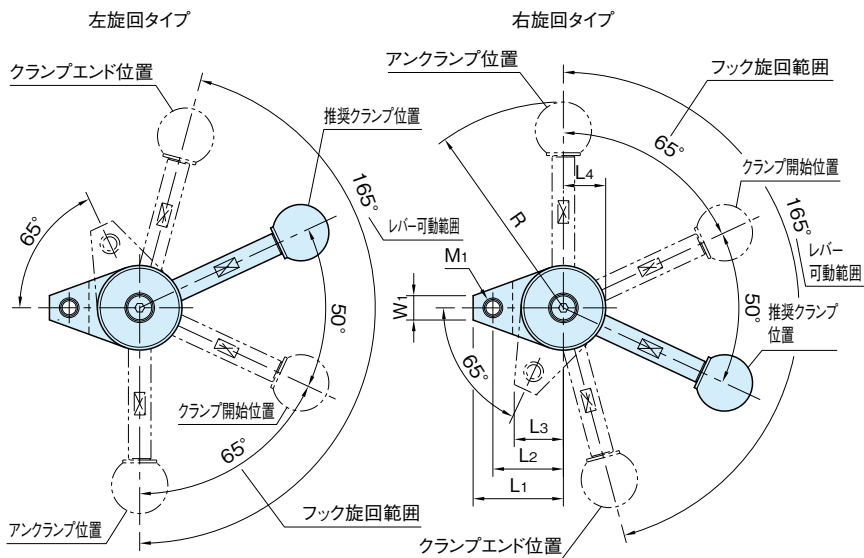 左旋回タイプ
クランプエンド位置
推奨クランプ位置
165°
レバー可動範囲
65°
50°
クランプ開始位置
65°
アンクランプ位置
フック旋回範囲
右旋回タイプ
アンクランプ位置
フック旋回範囲
65°
L4
クランプ開始位置
R
165°
レバー
可動範囲
M1
W1
50°
推奨クランプ
位置
65°
L3
L2
L1
クランプエンド位置